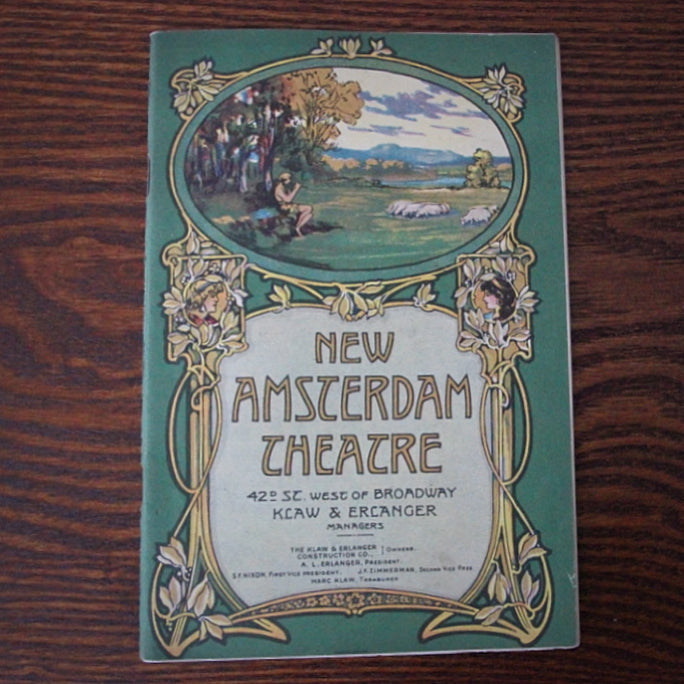 NEW
AMSTERDAM
THEATRE
42D ST. WEST OF BROADWAY
KLAW & ERLANGER
MANAGERS
THE KLAW & ERLANGER
CONSTRUCTION CO., } OWNERS.
A. L. ERLANGER, PRESIDENT.
S.F. NIXON, FIRST VICE PRESIDENT. J.F. ZIMMERMAN, SECOND VICE PRES.
MARC KLAW, TREASURER